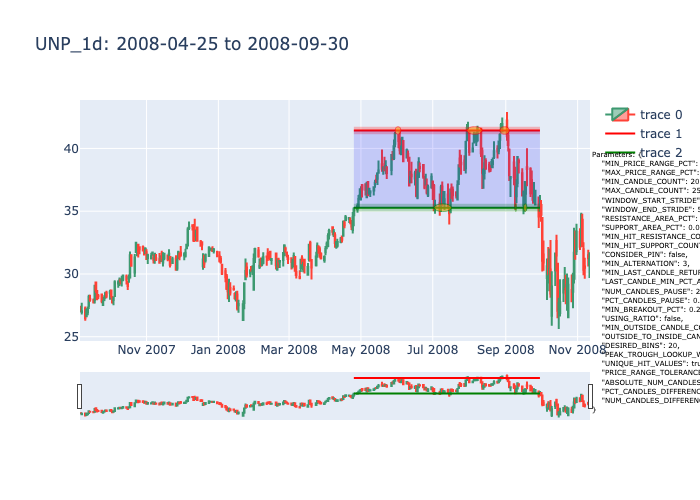 UNP_1d: 2008-04-25 to 2008-09-30
trace 0
trace 1
trace 2
Parameters: {
"MIN_PRICE_RANGE_PCT":
"MAX_PRICE_RANGE_PCT":
"MIN_CANDLE_COUNT": 20
"MAX_CANDLE_COUNT": 25
"WINDOW_START_STRIDE"
"WINDOW_END_STRIDE":
"RESISTANCE_AREA_PCT":
"SUPPORT_AREA_PCT": 0.0
"MIN_HIT_RESISTANCE_CO
"MIN_HIT_SUPPORT_COUNT
"CONSIDER_PIN": false,
"MIN_ALTERNATION": 3,
"MIN_LAST_CANDLE_RETU
"LAST_CANDLE_MIN_PCT_A
"NUM_CANDLES_PAUSE": 2
"PCT_CANDLES_PAUSE": 0.
"MIN_BREAKOUT_PCT": 0.2
"USING_RATIO": false,
"MIN_OUTSIDE_CANDLE_C
"OUTSIDE_TO_INSIDE_CAN
"DESIRED_BINS": 20,
"PEAK_TROUGH_LOOKUP_W
"UNIQUE_HIT_VALUES": tru
"PRICE_RANGE_TOLERANC
"ABSOLUTE_NUM_CANDLES
"PCT_CANDLES_DIFFERENC
"NUM_CANDLES_DIFFEREN
}
40
35
30
25
Nov 2007 Jan 2008 Mar 2008 May 2008 Jul 2008 Sep 2008 Nov 2008